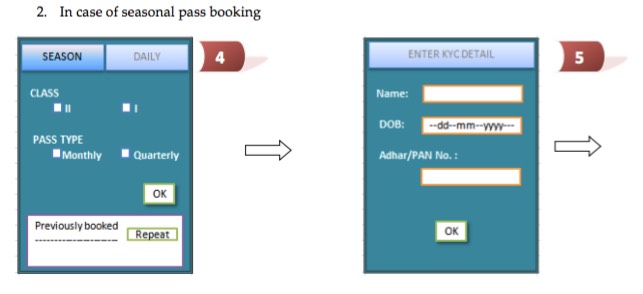 2. In case of seasonal pass booking
SEASON DAILY
4
CLASS
II I
PASS TYPE
Monthly Quarterly
OK
Previously booked
Repeat
ENTER KYC DETAIL
5
Name:
DOB: --dd--mm--yyyy---
Adhar/PAN No. :
OK